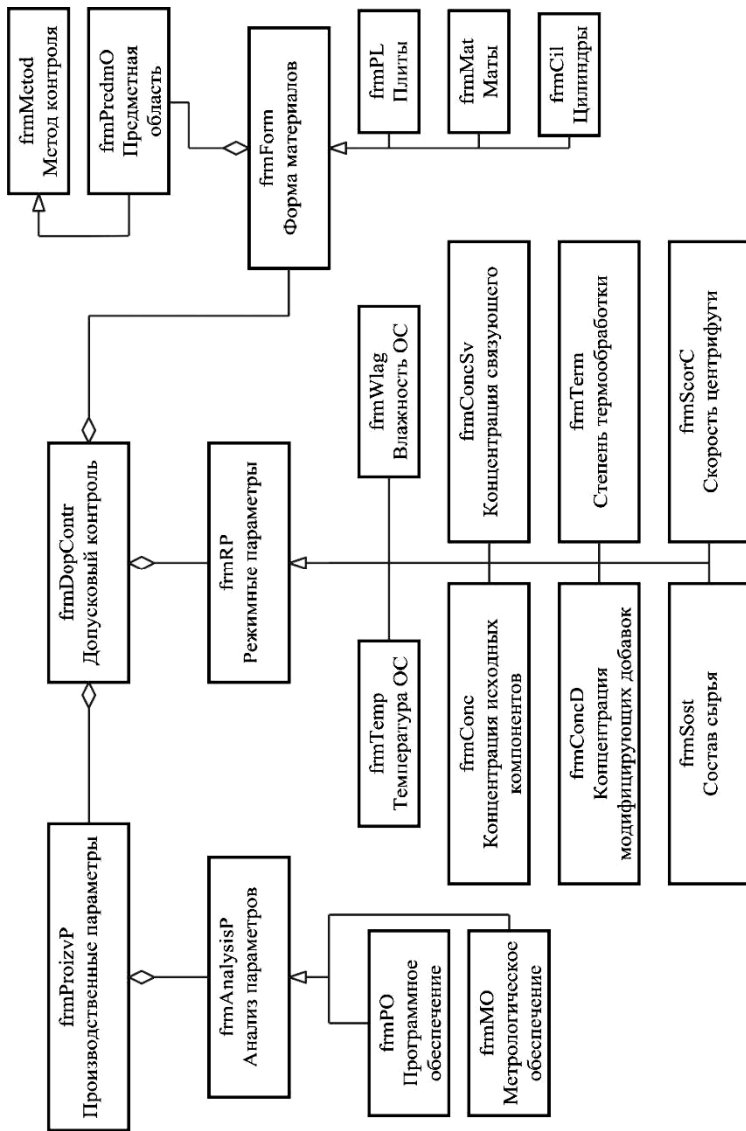 frmProizvP
Производственные параметры
frmDopContr
Допусковый контроль
frmMetod
Метод контроля
frmPredmO
Предметная
область
frmAnalysisP
Анализ параметров
frmRP
Режимные параметры
frmForm
Форма материалов
frmPO
Программное
обеспечение
frmMO
Метрологическое
обеспечение
frmTemp
Температура ОС
frmWlag
Влажность ОС
frmConc
Концентрация исходных
компонентов
frmConcSv
Концентрация связующего
frmConcD
Концентрация
модифицирующих добавок
frmTerm
Степень термообработки
frmSost
Состав сырья
frmScorC
Скорость центрифуги
frmPL
Плиты
frmMat
Маты
frmCil
Цилиндры